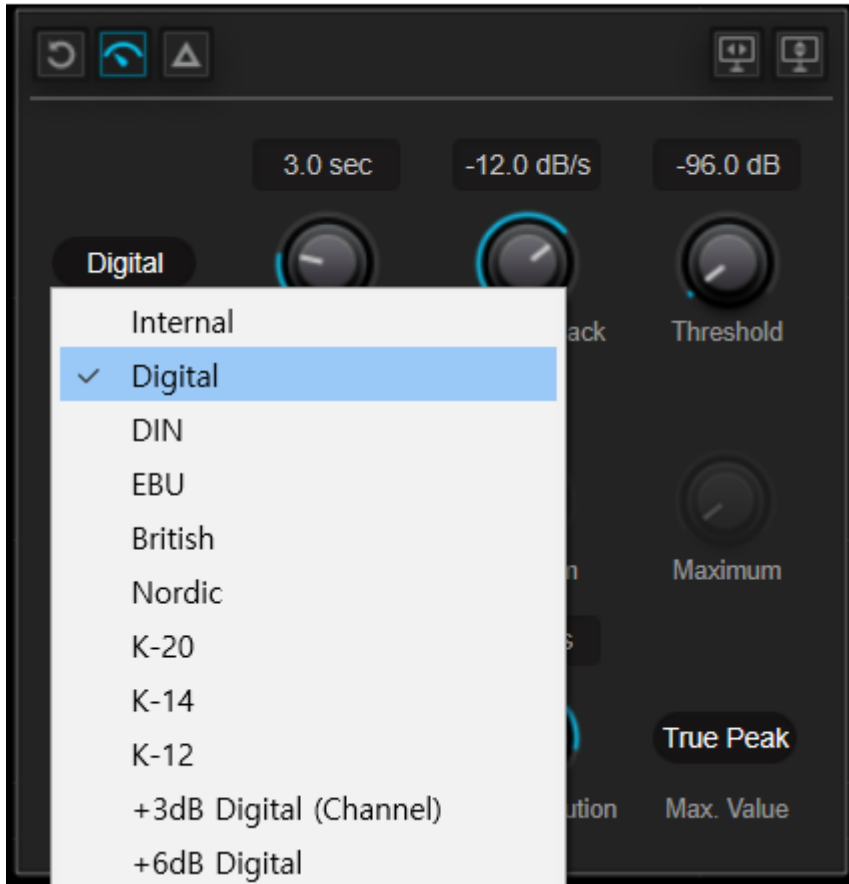 3.0 sec -12.0 dB/s -96.0 dB
Digital
Internal
Threshold
Digital
DIN
EBU
British
Nordic
Maximum
K-20
K-14
K-12
True Peak
+3dB Digital (Channel)
Max. Value
+6dB Digital